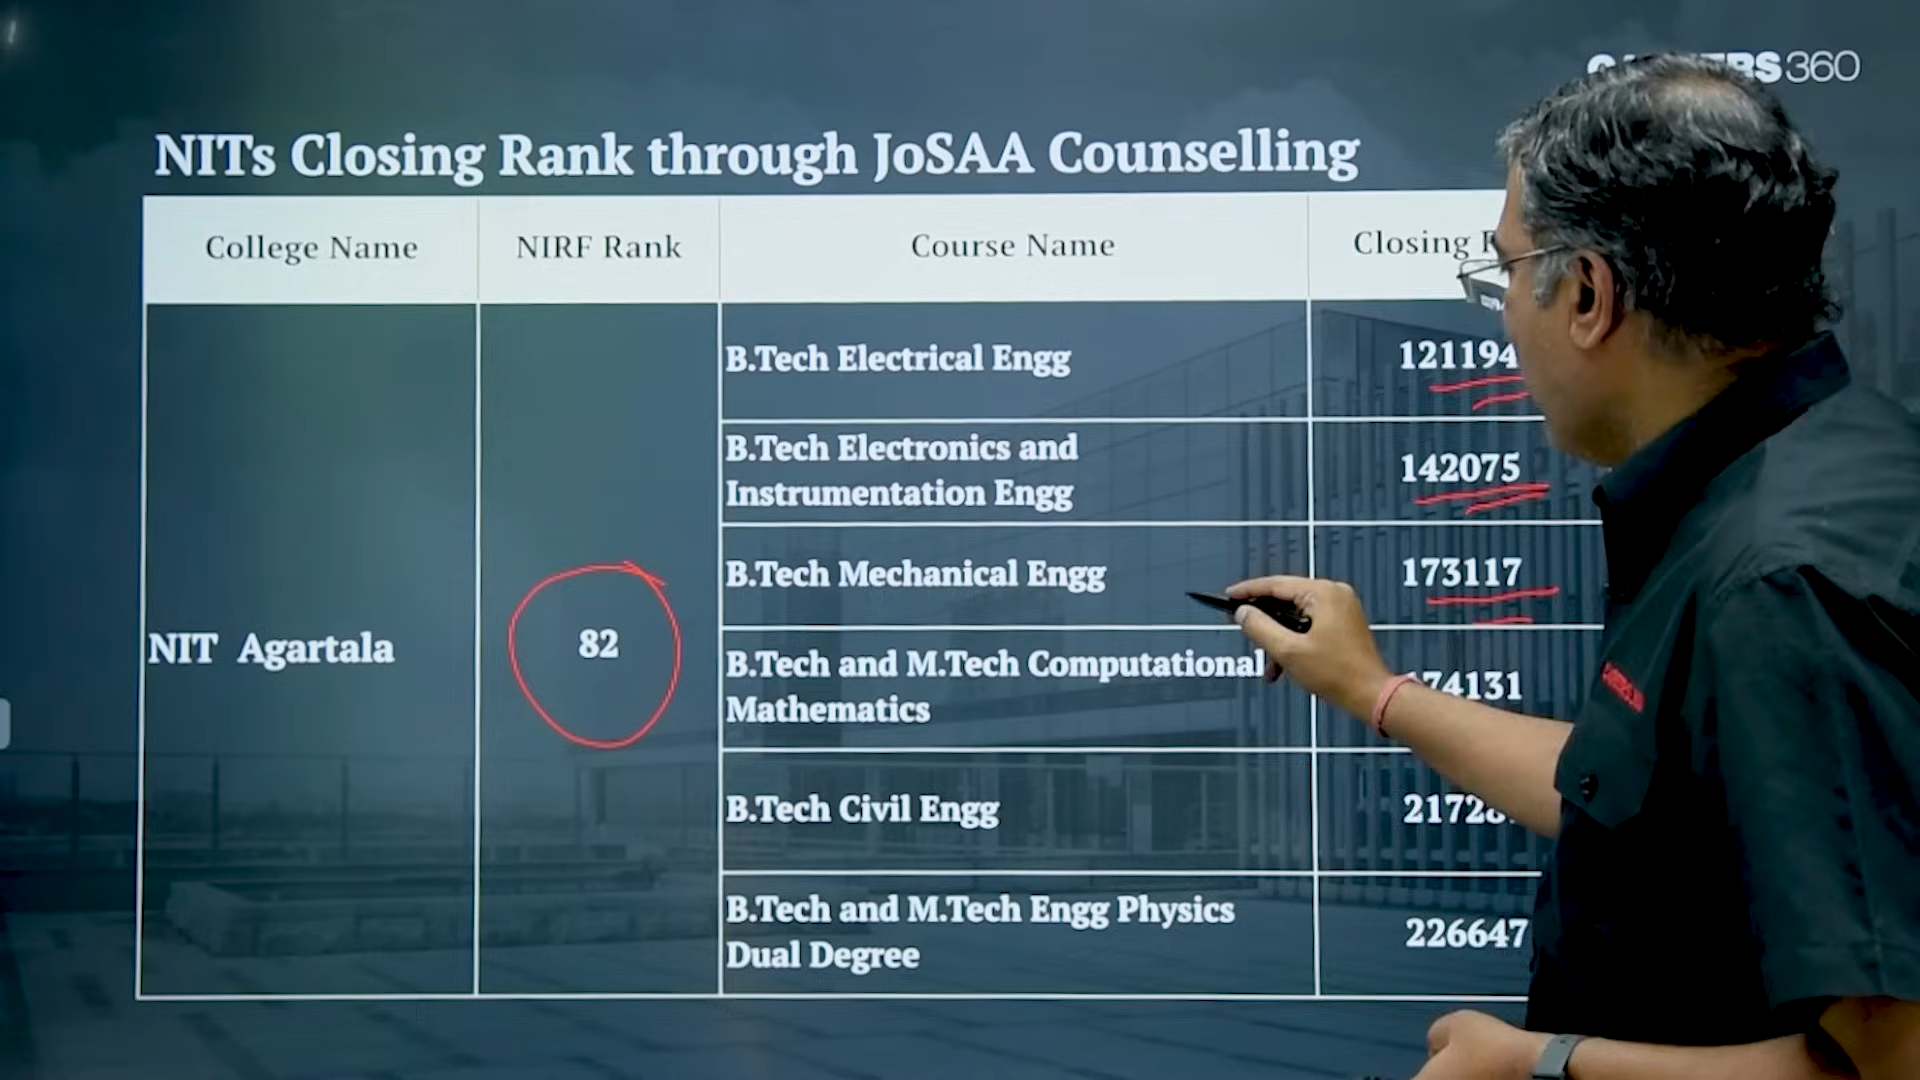 360
NITs Closing Rank through JoSAA Counselling
College Name NIRF Rank Course Name Closing
B.Tech Electrical Engg 121194
B.Tech Electronics and
Instrumentation Engg 142075
B.Tech Mechanical Engg 173117
NIT Agartala 82
B.Tech and M.Tech Computational
Mathematics
B.Tech Civil Engg
B.Tech and M.Tech Engg Physics
Dual Degree 226647